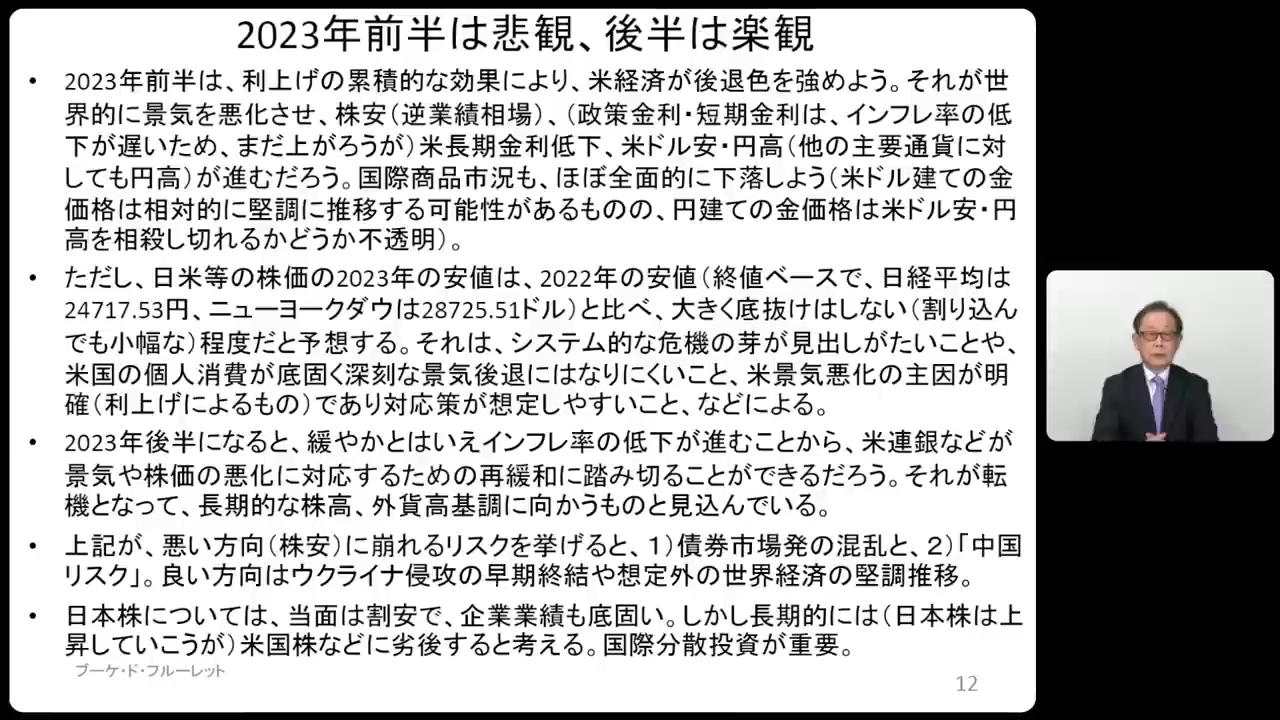 2023年前半は悲観、後半は楽観
• 2023年前半は、利上げの累積的な効果により、米経済が後退色を強めよう。それが世
界的に景気を悪化させ、株安（逆業績相場）、（政策金利・短期金利は、インフレ率の低
下が遅いため、まだ上がろうが）米長期金利低下、米ドル安・円高（他の主要通貨に対
しても円高）が進むだろう。国際商品市況も、ほぼ全面的に下落しよう（米ドル建ての金
価格は相対的に堅調に推移する可能性があるものの、円建ての金価格は米ドル安・円
高を相殺し切れるかどうか不透明）。
• ただし、日米等の株価の2023年の安値は、2022年の安値（終値ベースで、日経平均は
24717.53円、ニューヨークダウは28725.51ドル）と比べ、大きく底抜けはしない（割り込ん
でも小幅な）程度だと予想する。それは、システム的な危機の芽が見出しがたいことや、
米国の個人消費が底固く深刻な景気後退にはなりにくいこと、米景気悪化の主因が明
確（利上げによるもの）であり対応策が想定しやすいこと、などによる。
• 2023年後半になると、緩やかとはいえインフレ率の低下が進むことから、米連銀などが
景気や株価の悪化に対応するための再緩和に踏み切ることができるだろう。それが転
機となって、長期的な株高、外貨高基調に向かうものと見込んでいる。
• 上記が、悪い方向（株安）に崩れるリスクを挙げると、１）債券市場発の混乱と、２）「中国
リスク」。良い方向はウクライナ侵攻の早期終結や想定外の世界経済の堅調推移。
• 日本株については、当面は割安で、企業業績も底固い。しかし長期的には（日本株は上
昇していこうが）米国株などに劣後すると考える。国際分散投資が重要。
ブーケ・ド・フルーレット
12